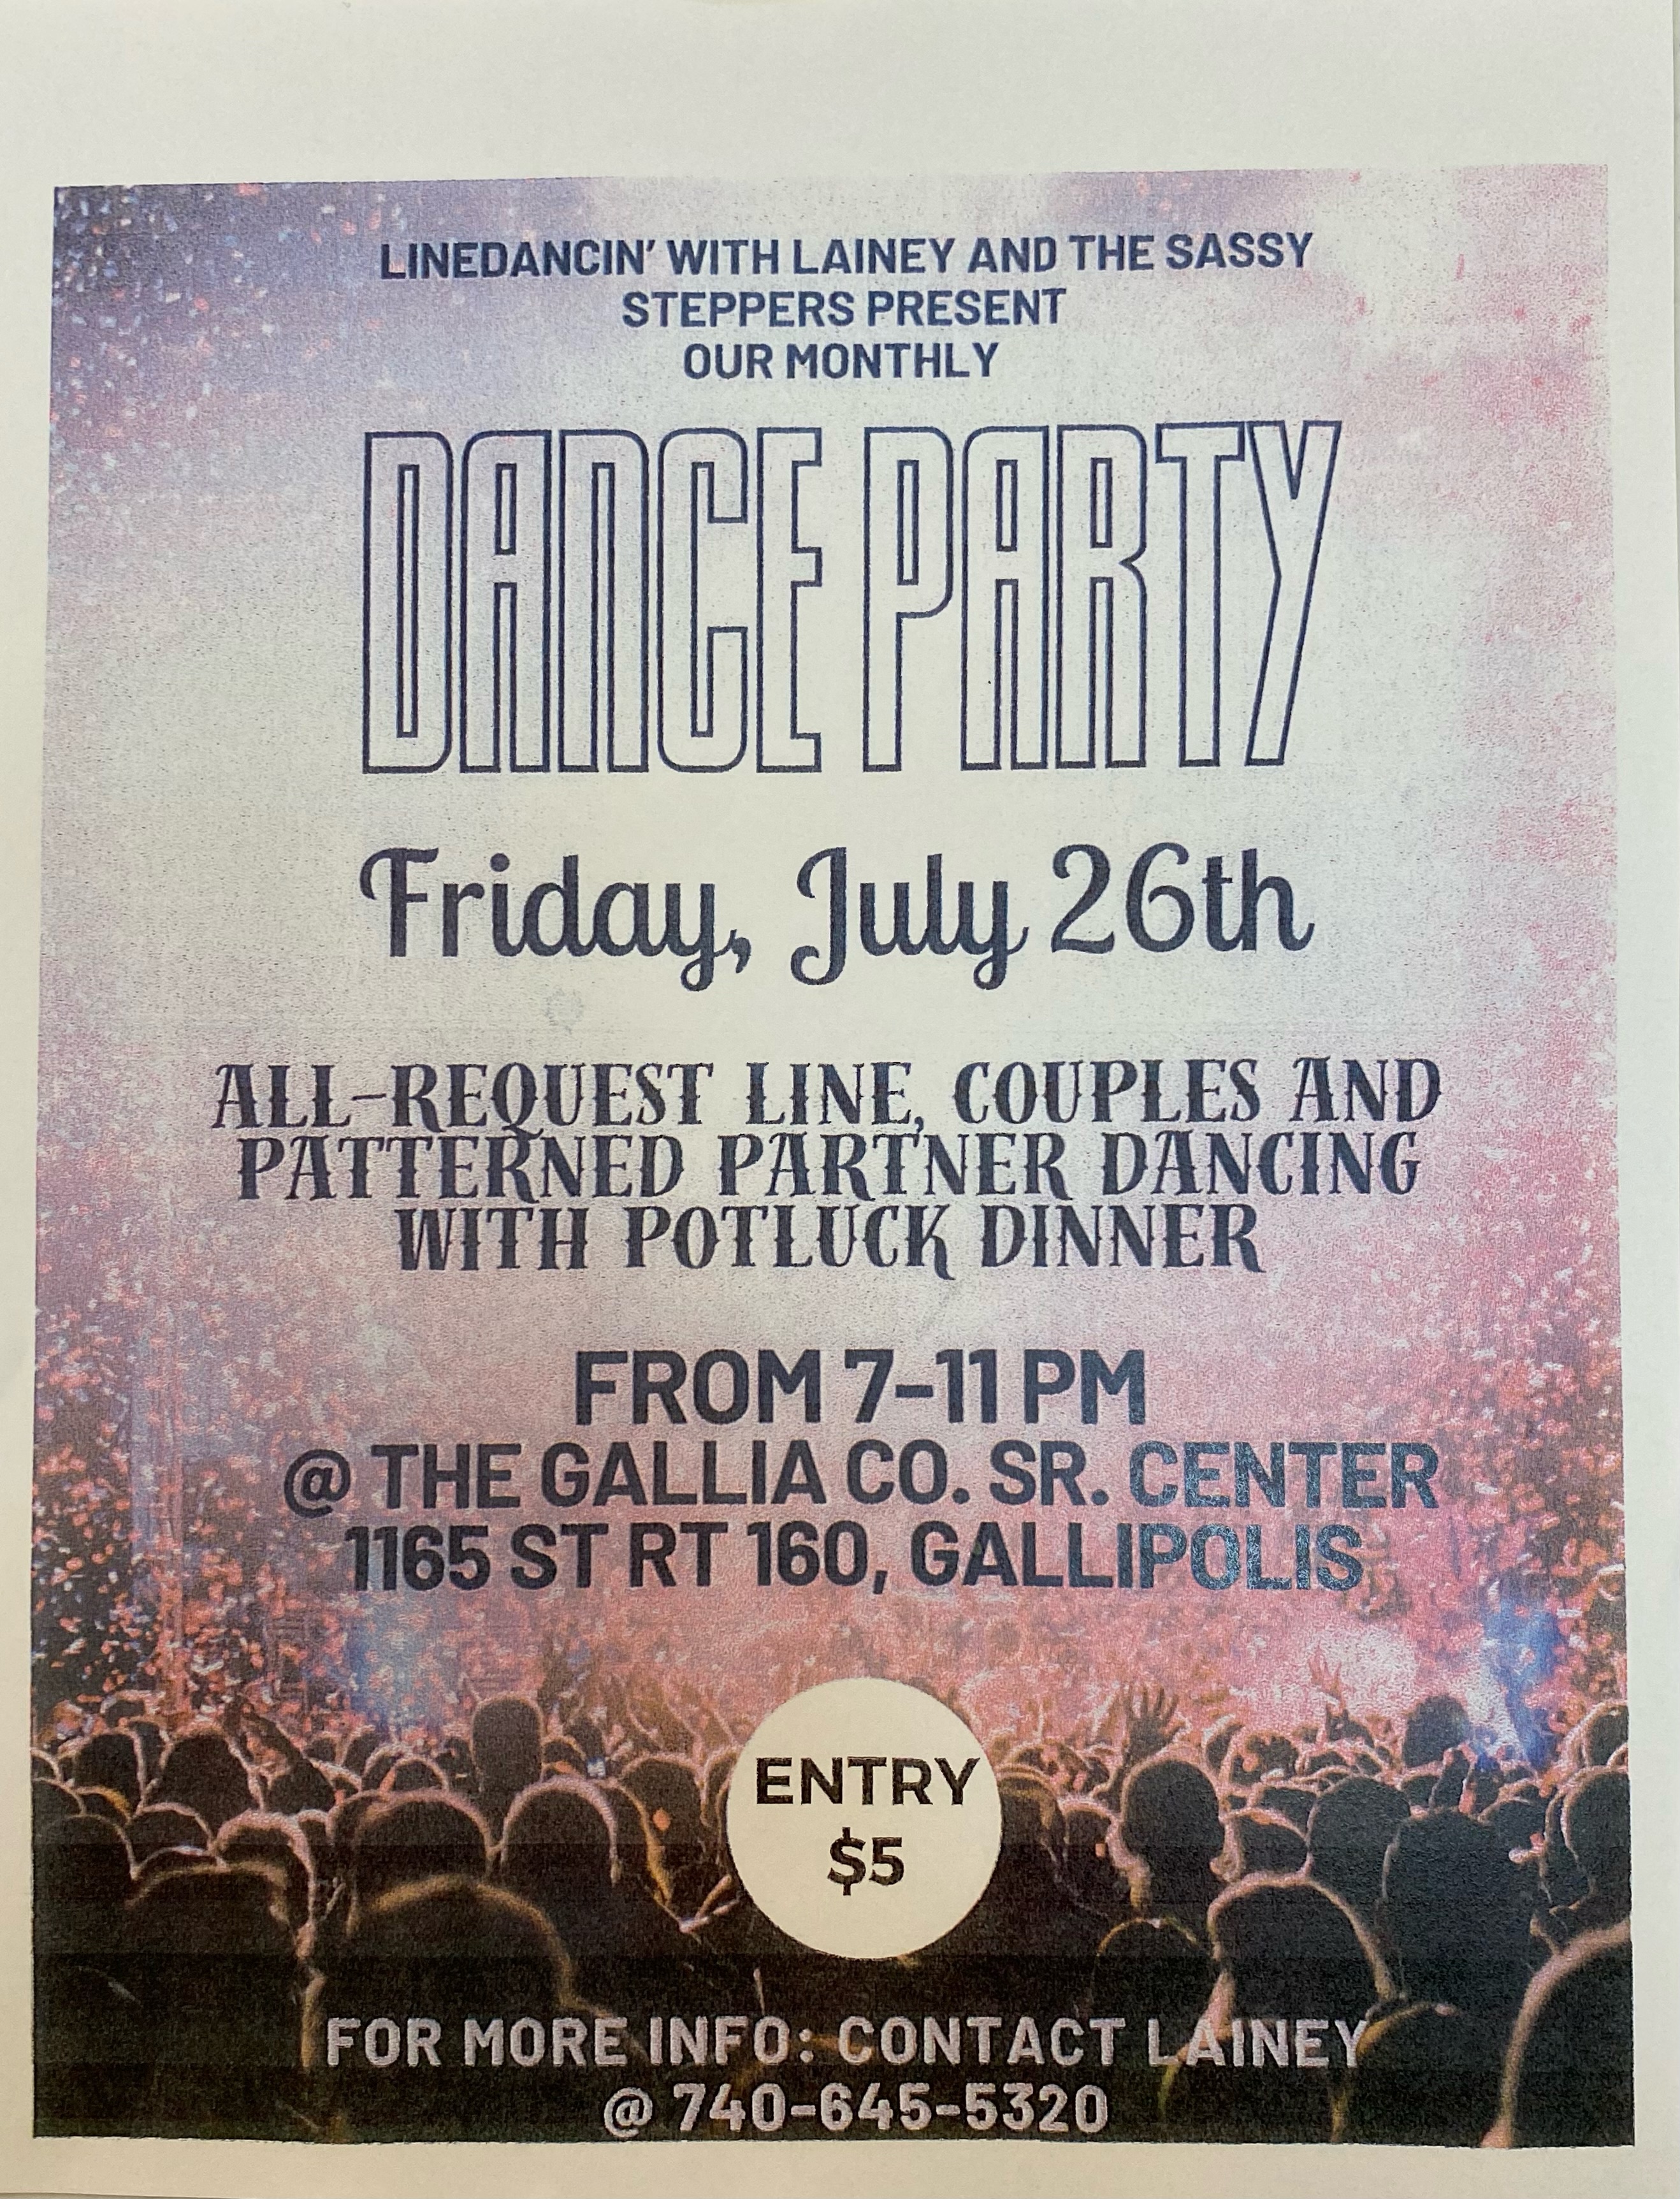 LINEDANCIN' WITH LAINEY AND THE SASSY
STEPPERS PRESENT
OUR MONTHLY
DANCE PARTY
Friday, July 26th
ALL-REQUEST LINE, COUPLES AND
PATTERNED PARTNER DANCING
WITH POTLUCK DINNER
FROM 7-11 PM
@ THE GALLIA CO. SR. CENTER
1165 ST RT 160, GALLIPOLIS
ENTRY
$5
FOR MORE INFO: CONTACT LAINEY
@ 740-645-5320